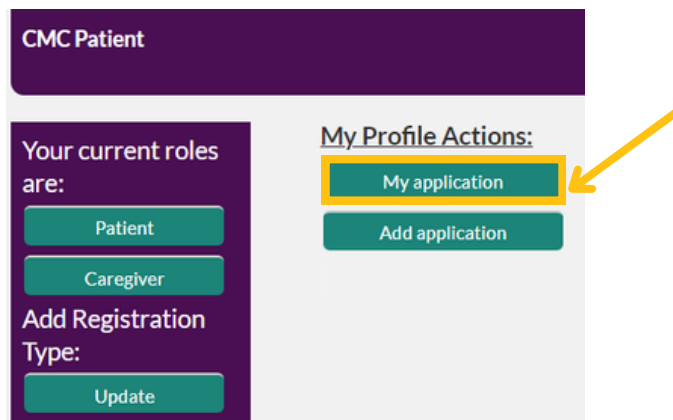 CMC Patient
Your current roles
are:
Patient
Caregiver
Add Registration
Type:
Update
My Profile Actions:
My application
Add application